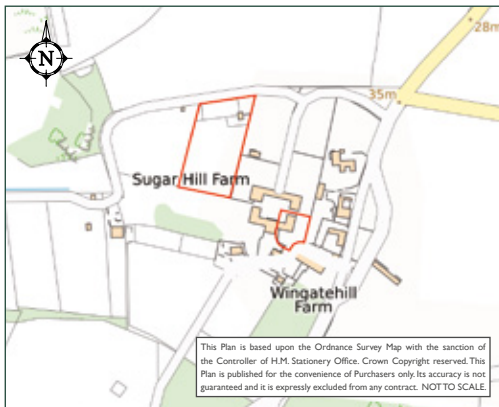 N
28m
35m
Sugar Hill Farm
Wingatehill
Farm
This Plan is based upon the Ordnance Survey Map with the sanction of
the Controller of H.M. Stationery Office. Crown Copyright reserved. This
Plan is published for the convenience of Purchasers only. Its accuracy is not
guaranteed and it is expressly excluded from any contract. NOT TO SCALE.